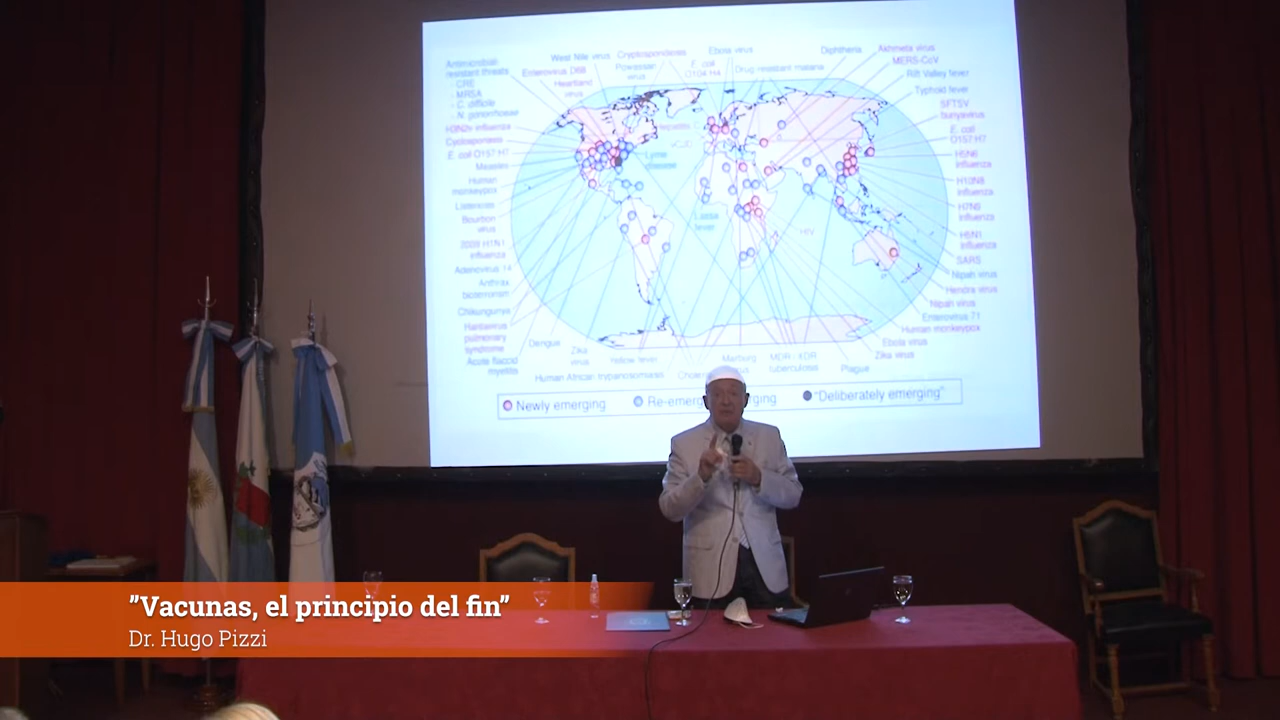 Antimicrobial-
resistant threats
- CRE
- MRSA
- C. difficile
- N. gonorrhoeae
H3N2v influenza
Cyclosporiasis
E. coli O157:H7
Measles
Human
monkeypox
Listeriosis
Bourbon
virus
2009 H1N1
influenza
Adenovirus 14
Anthrax
bioterrorism
Chikungunya
Hantavirus
pulmonary
syndrome
Acute flaccid
myelitis
West Nile virus
Enterovirus D68
Heartland
virus
Powassan
virus
Cryptosporidiosis
E. coli
O104:H4
Ebola virus
Drug resistant malaria
Diphtheria
Akhmeta virus
MERS-CoV
Rift Valley fever
Typhoid fever
SFTSV
bunyavirus
E. coli
O157:H7
H5N6
influenza
H10N8
influenza
H7N9
influenza
H5N1
influenza
SARS
Nipah virus
Hendra virus
Nipah virus
Enterovirus 71
Human monkeypox
Ebola virus
Zika virus
Hepatitis C
vCJD
Lyme
disease
Lassa
fever
HIV
Dengue
Zika
virus
Yellow fever
Human African trypanosomiasis
Marburg
MDR - XDR
tuberculosis
Plague
Newly emerging
"Deliberately emerging"
”Vacunas, el principio del fin”
Dr. Hugo Pizzi